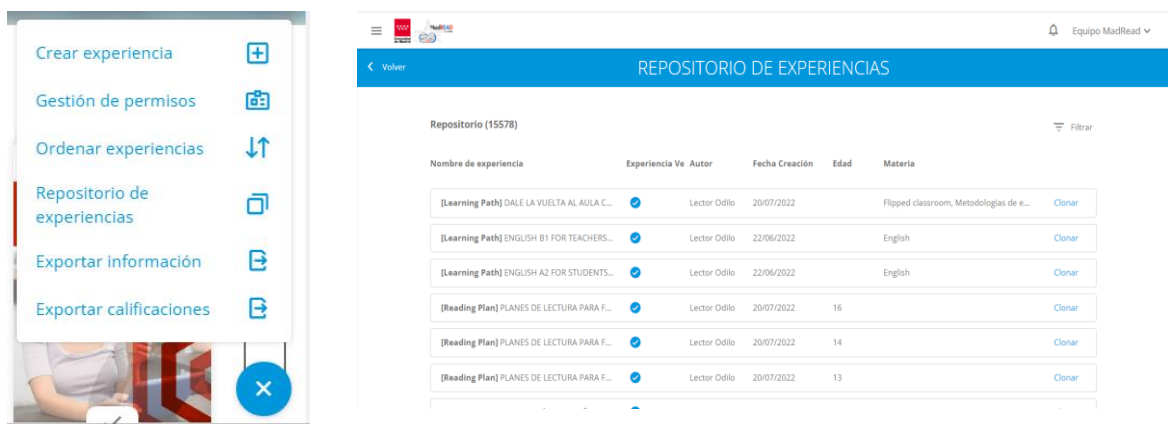 Crear experiencia
Gestión de permisos
Ordenar experiencias
Repositorio de
experiencias
Exportar información
Exportar calificaciones
MadREAD
Equipo MadRead
Volver
REPOSITORIO DE EXPERIENCIAS
Repositorio (15578)
Filtrar
Nombre de experiencia Experiencia Ve Autor Fecha Creación Edad Materia
[Learning Path] DALE LA VUELTA AL AULA C... Lector Odilo 20/07/2022 Flipped classroom, Metodologías de e... Clonar
[Learning Path] ENGLISH B1 FOR TEACHERS... Lector Odilo 22/06/2022 English Clonar
[Learning Path] ENGLISH A2 FOR STUDENTS... Lector Odilo 22/06/2022 English Clonar
[Reading Plan] PLANES DE LECTURA PARA F... Lector Odilo 20/07/2022 16 Clonar
[Reading Plan] PLANES DE LECTURA PARA F... Lector Odilo 20/07/2022 14 Clonar
[Reading Plan] PLANES DE LECTURA PARA F... Lector Odilo 20/07/2022 13 Clonar